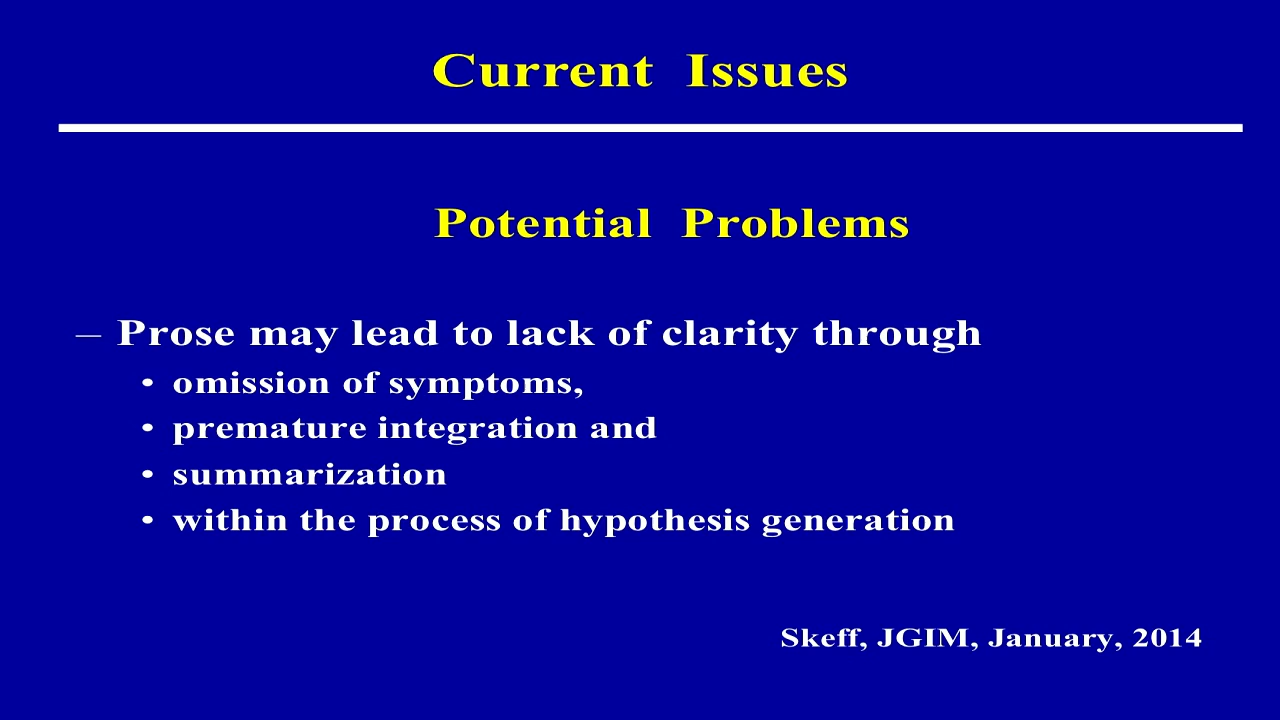 Current Issues
Potential Problems
– Prose may lead to lack of clarity through
• omission of symptoms,
• premature integration and
• summarization
• within the process of hypothesis generation
Skeff, JGIM, January, 2014